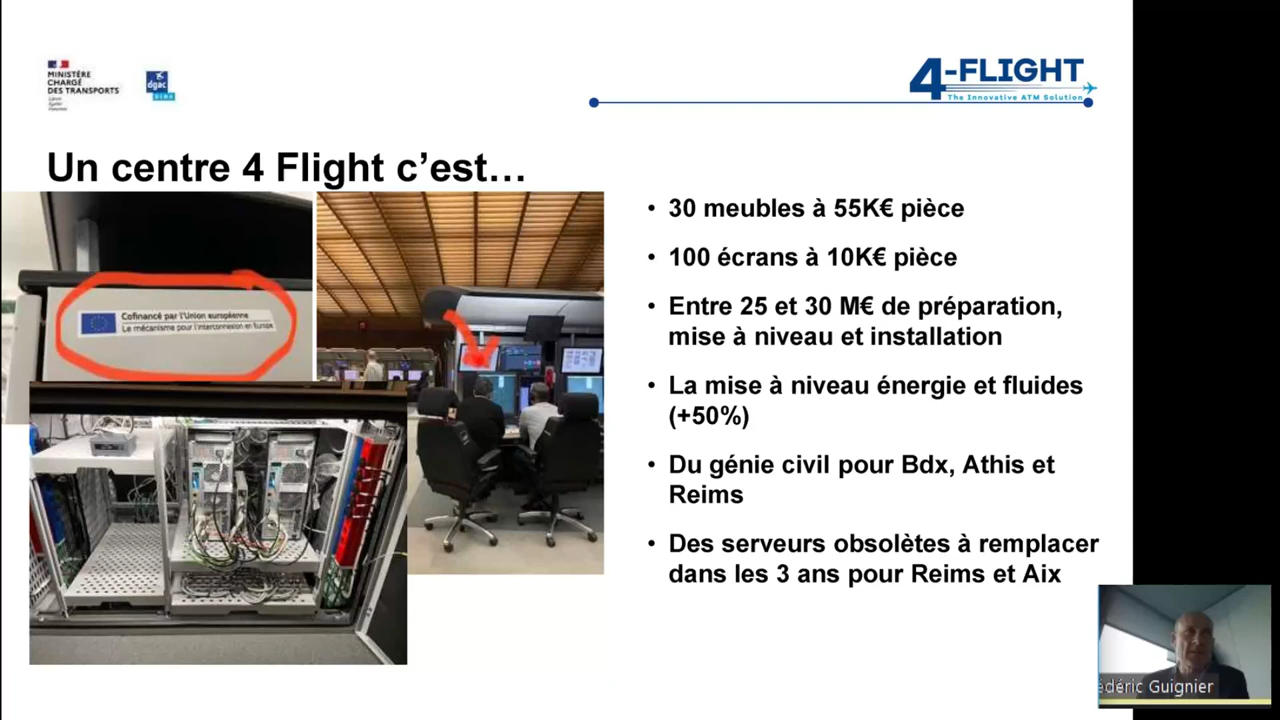 MINISTÈRE
CHARGÉ
DES TRANSPORTS
dgac
4-FLIGHT
The Innovative ATM Solution
Un centre 4 Flight c’est…
Cofinancé par l'Union européenne
Le mécanisme pour l'interconnexion en Europe
• 30 meubles à 55K€ pièce
• 100 écrans à 10K€ pièce
• Entre 25 et 30 M€ de préparation,
mise à niveau et installation
• La mise à niveau énergie et fluides
(+50%)
• Du génie civil pour Bdx, Athis et
Reims
• Des serveurs obsolètes à remplacer
dans les 3 ans pour Reims et Aix
édéric Guignier